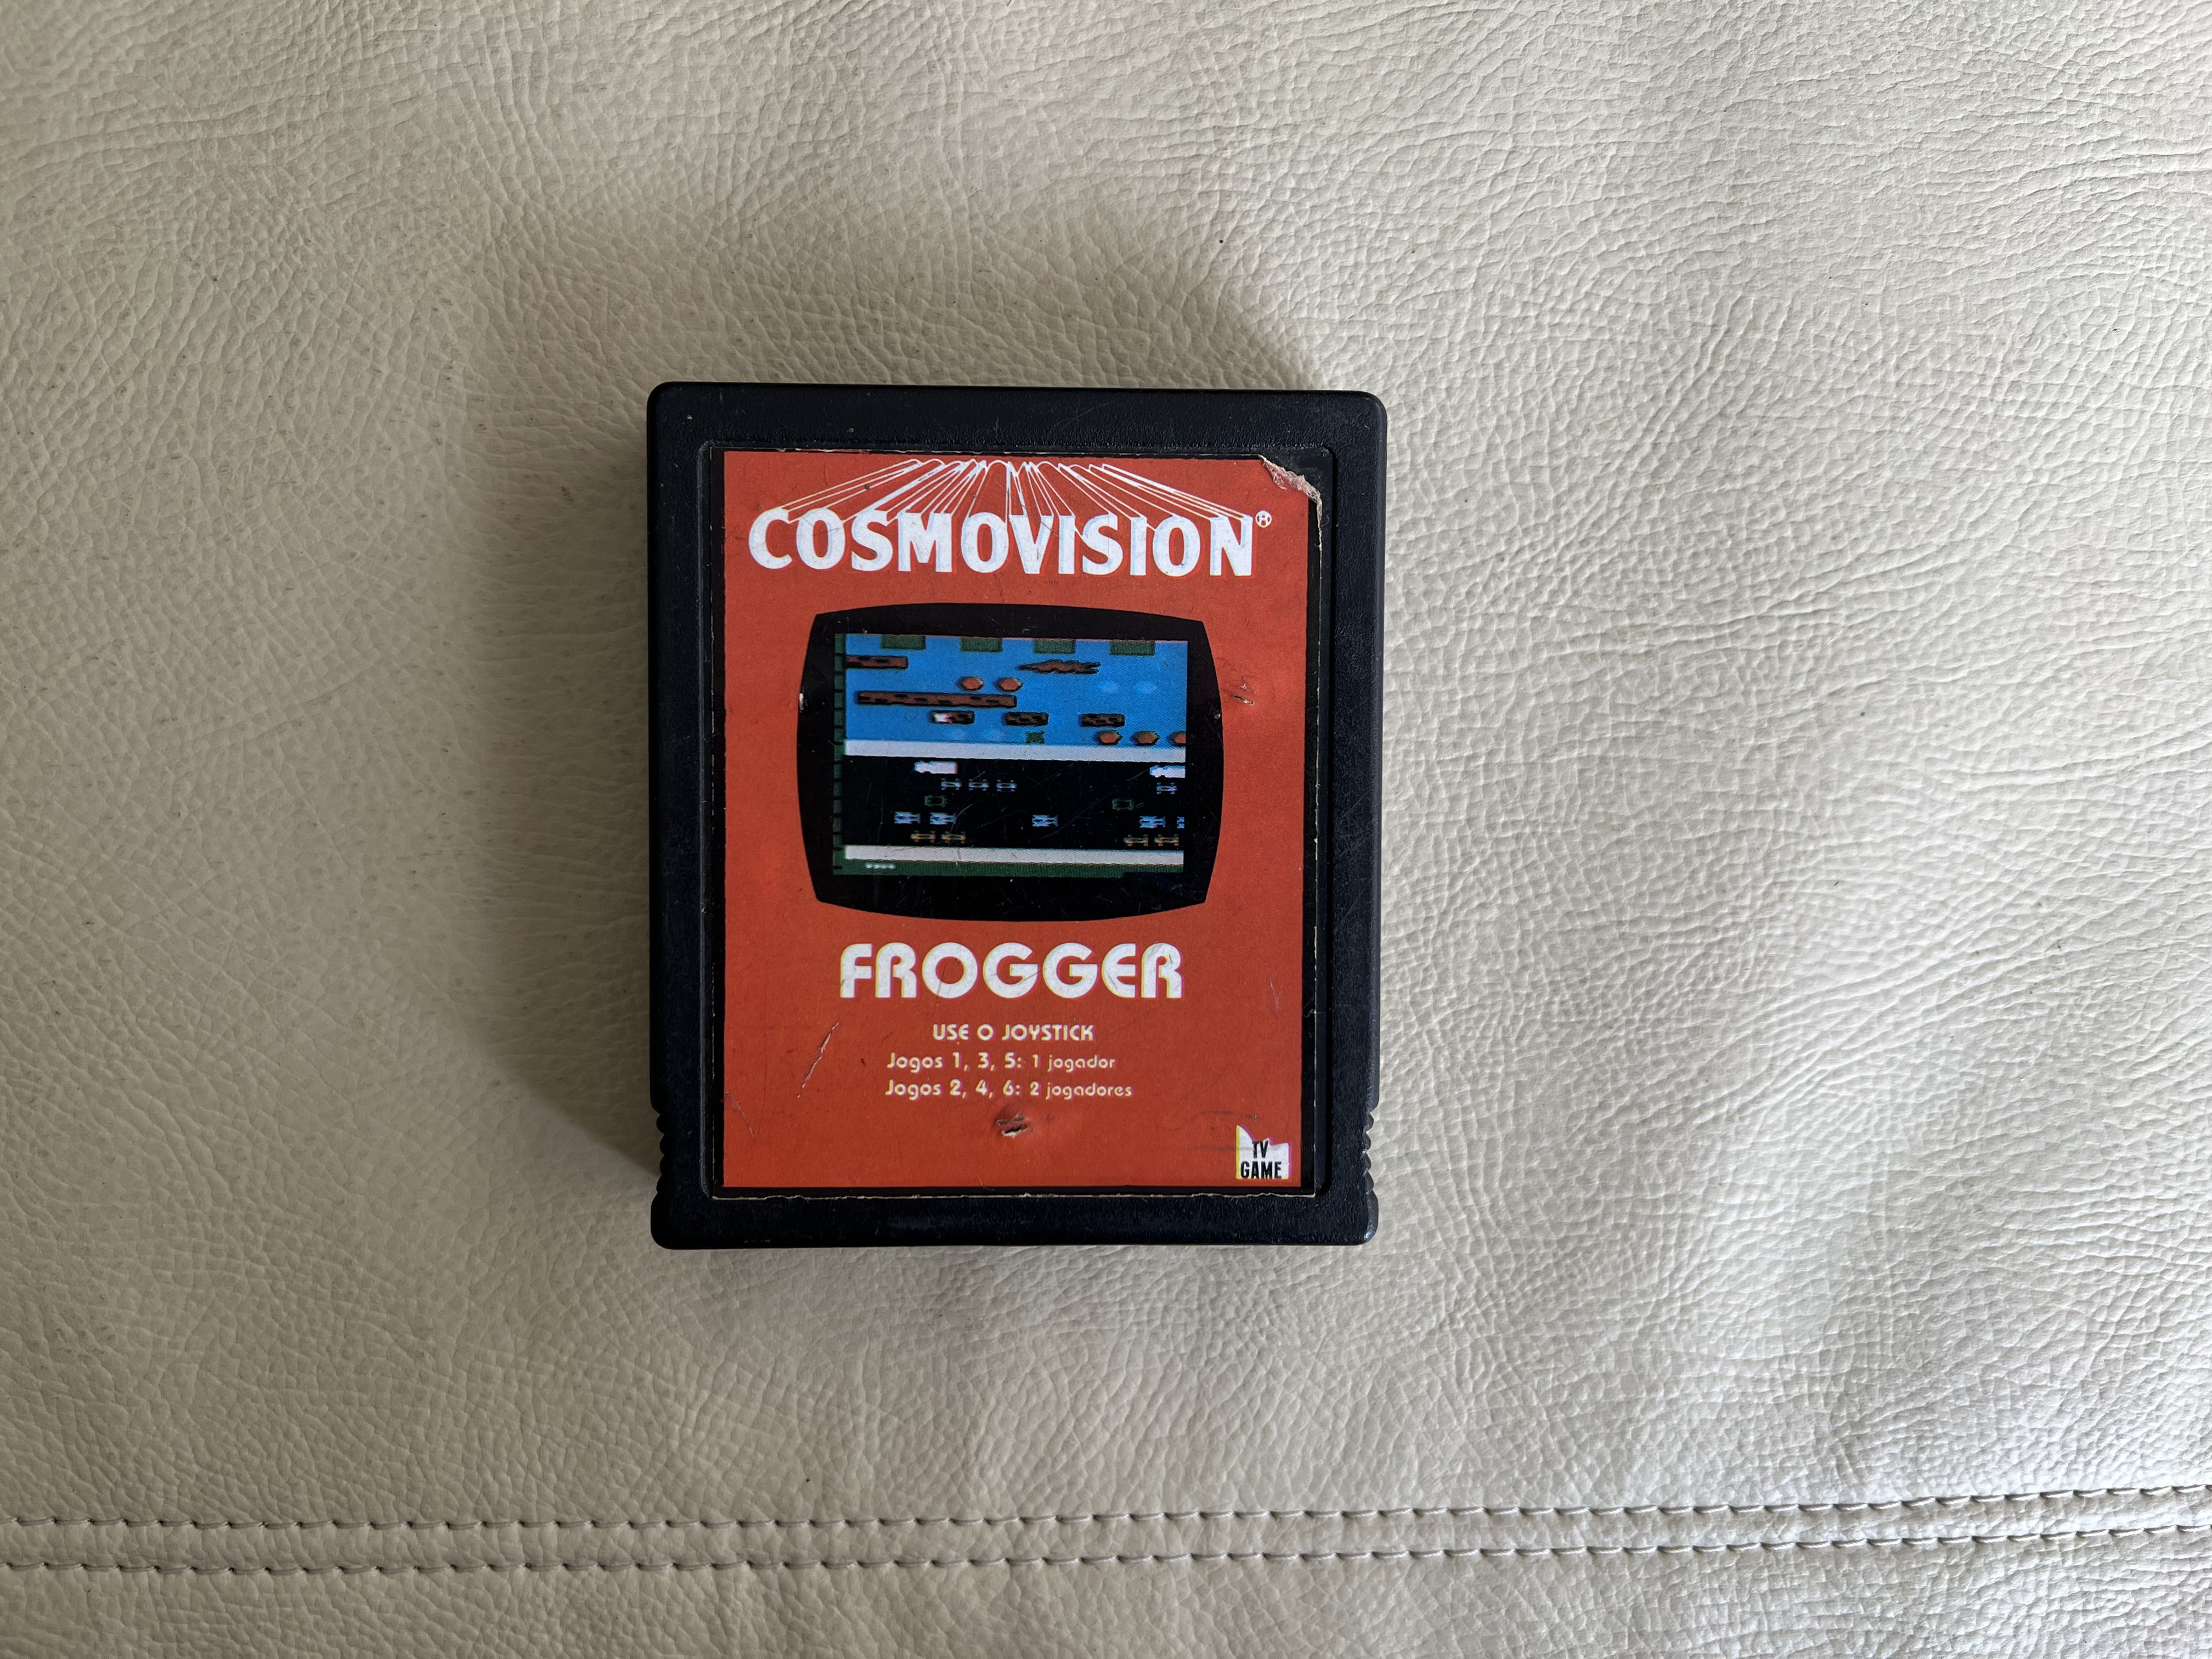 COSMOVISION®
FROGGER
USE O JOYSTICK
Jogos 1, 3, 5: 1 jogador
Jogos 2, 4, 6: 2 jogadores
TV
GAME